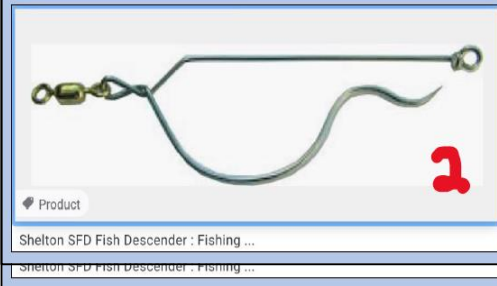 2
Product
Shelton SFD Fish Descender : Fishing ...
Shelton SFD Fish Descender : Fishing ...